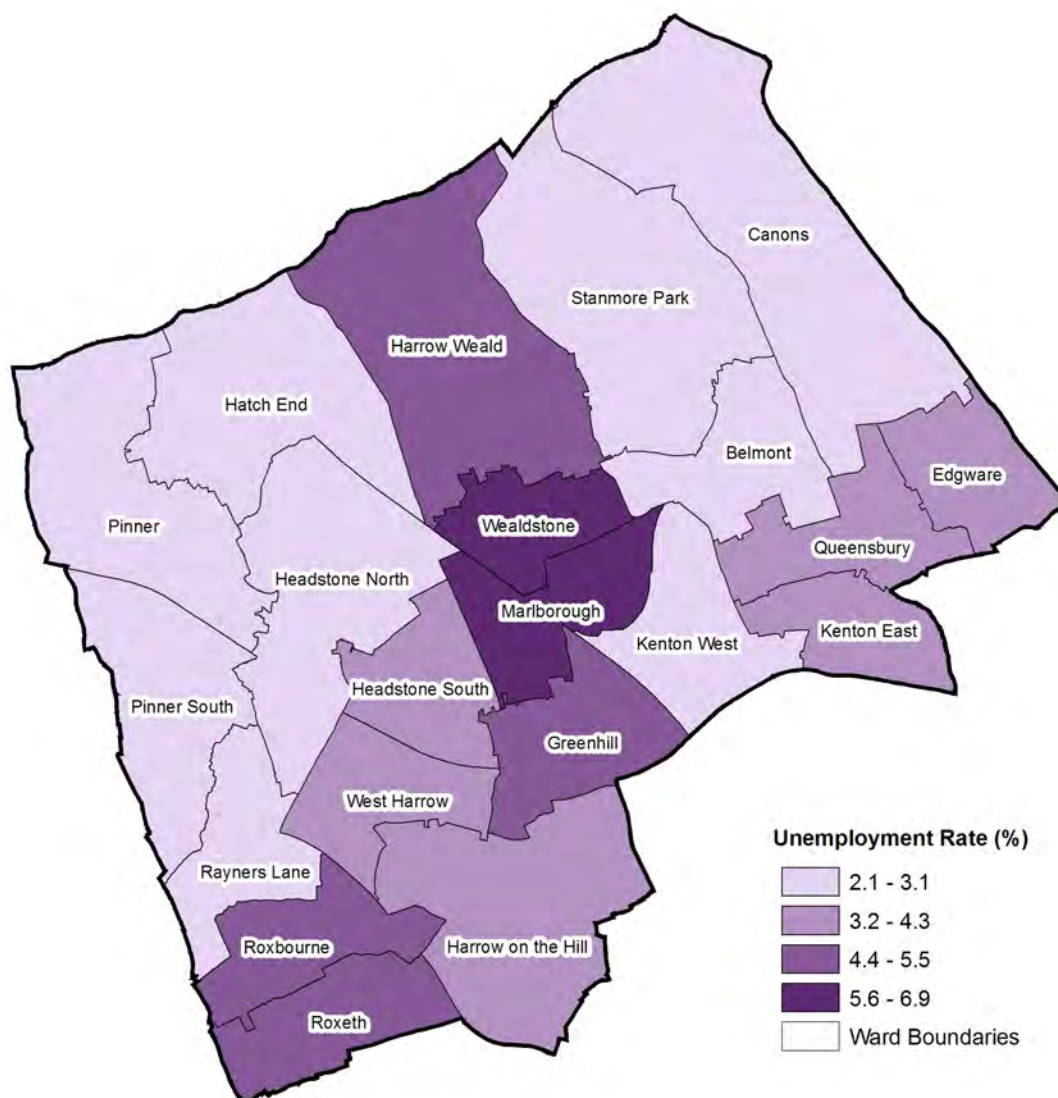 Canons
Stanmore Park
Harrow Weald
Hatch End
Belmont
Edgware
Pinner
Wealdstone
Queensbury
Headstone North
Marlborough
Kenton West
Kenton East
Headstone South
Pinner South
Greenhill
West Harrow
Rayners Lane
Roxbourne
Harrow on the Hill
Roxeth
Unemployment Rate (%)
2.1 - 3.1
3.2 - 4.3
4.4 - 5.5
5.6 - 6.9
Ward Boundaries